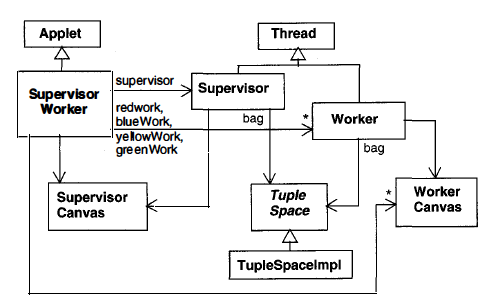 Applet
Thread
Supervisor
Worker
supervisor
Supervisor
redwork,
blueWork,
yellowWork,
greenWork
bag
*
Worker
bag
Supervisor
Canvas
Tuple
Space
*
Worker
Canvas
TupleSpaceImpl